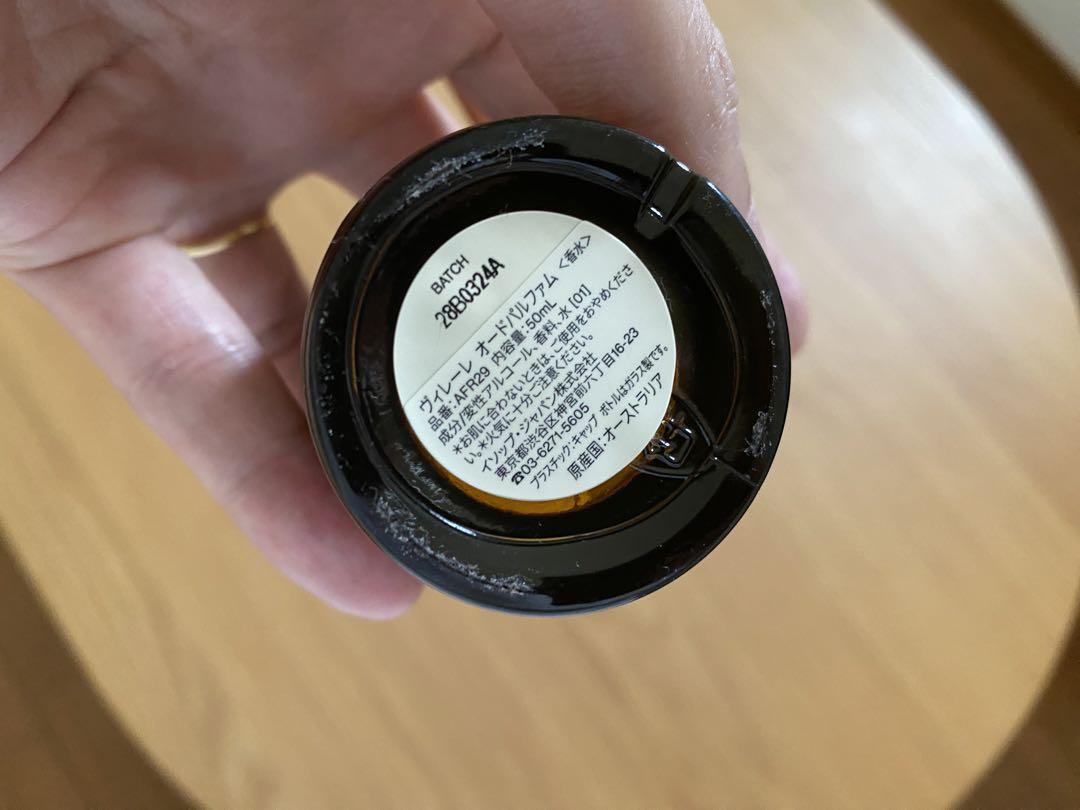 BATCH
28B0324A
ヴィレーレ オードパルファム <香水>
品番:AFR29 内容量:50mL
成分/変性アルコール、香料、水 [01]
*お肌に合わないときは、ご使用をおやめくださ
い。*火気に十分ご注意ください。
イソップ・ジャパン株式会社
東京都渋谷区神宮前六丁目16-23
☎03-6271-5605
プラスチック:キャップ ボトルはガラス製です。
原産国:オーストラリア